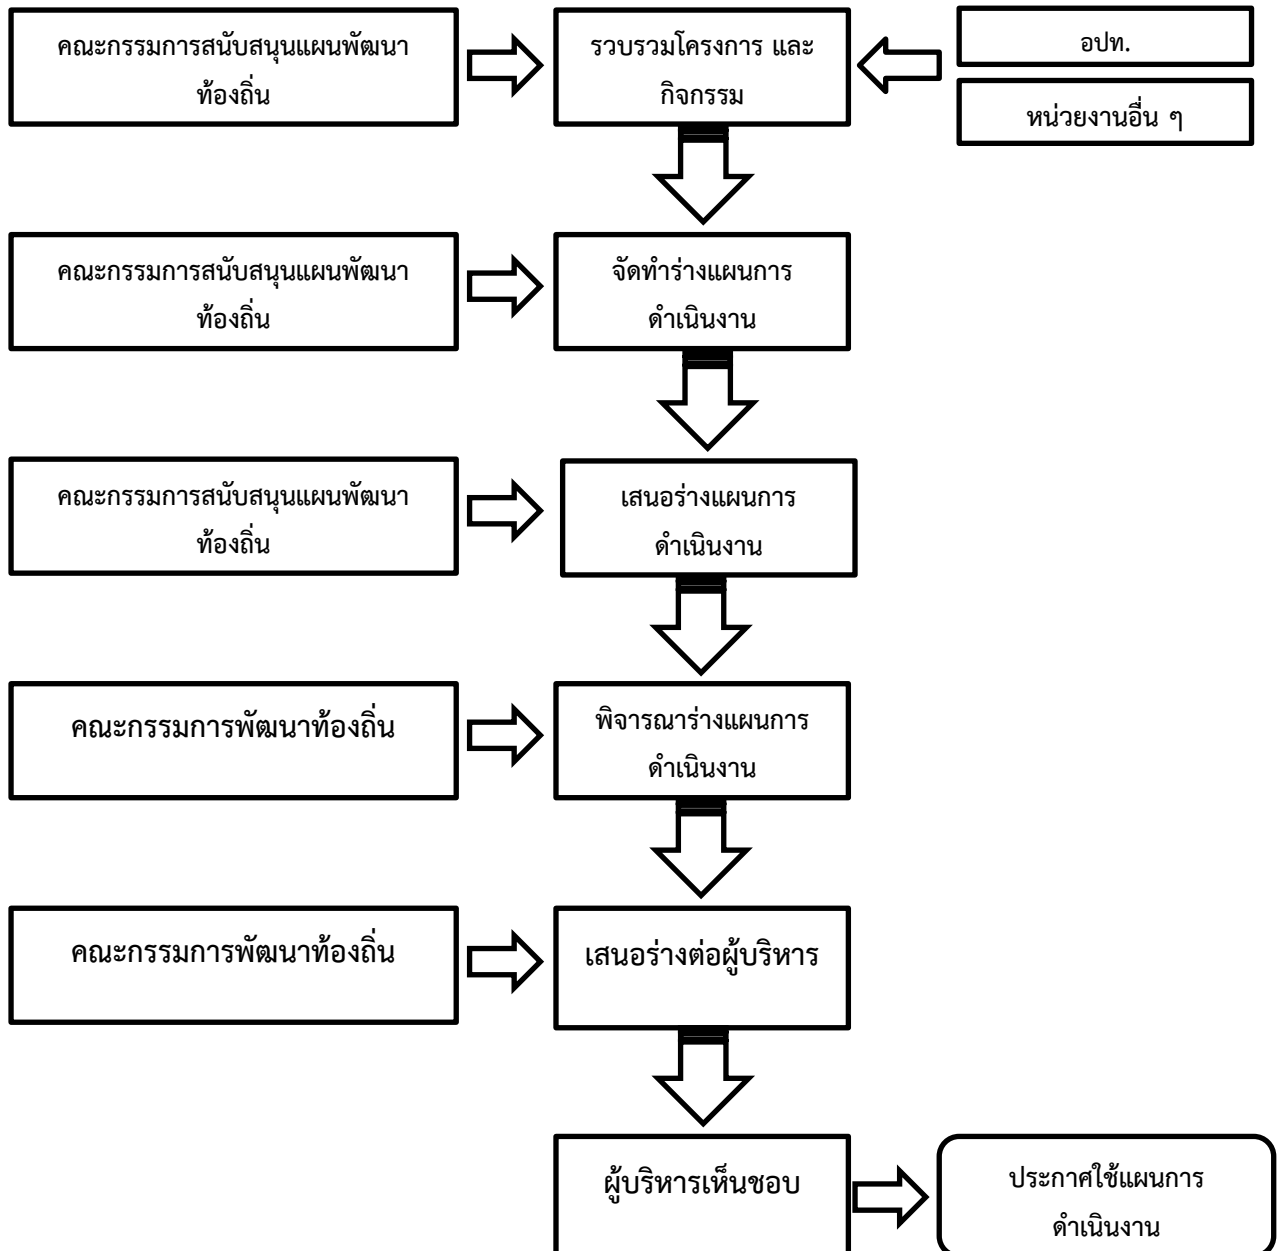 คณะกรรมการสนับสนุนแผนพัฒนา
ท้องถิ่น
รวบรวมโครงการ และ
กิจกรรม
อปท.
หน่วยงานอื่น ๆ
คณะกรรมการสนับสนุนแผนพัฒนา
ท้องถิ่น
จัดทำร่างแผนการ
ดำเนินงาน
คณะกรรมการสนับสนุนแผนพัฒนา
ท้องถิ่น
เสนอร่างแผนการ
ดำเนินงาน
คณะกรรมการพัฒนาท้องถิ่น
พิจารณาร่างแผนการ
ดำเนินงาน
คณะกรรมการพัฒนาท้องถิ่น
เสนอร่างต่อผู้บริหาร
ผู้บริหารเห็นชอบ
ประกาศใช้แผนการ
ดำเนินงาน